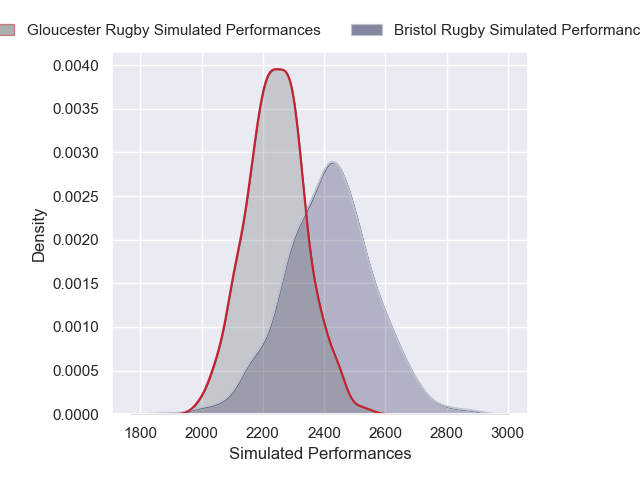 Gloucester Rugby Simulated Performances
Bristol Rugby Simulated Performanc
0.0040
0.0035
0.0030
0.0025
0.0020
0.0015
0.0010
0.0005
0.0000
Density
1800 2000 2200 2400 2600 2800 3000
Simulated Performances